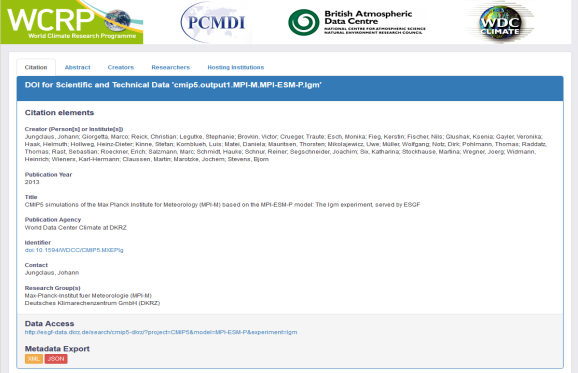 WCRP
World Climate Research Programme
PCMDI
British Atmospheric
Data Centre
NATIONAL CENTRE FOR ATMOSPHERIC SCIENCE
NATURAL ENVIRONMENT RESEARCH COUNCIL
WDC
CLIMATE
Citation Abstract Creators Researchers Hosting Institutions
DOI for Scientific and Technical Data 'cmip5.output1.MPI-M.MPI-ESM-P.lgm'
Citation elements
Creator (Person[s] or Institute[s])
Jungclaus, Johann; Giorgetta, Marco; Reick, Christian; Legutke, Stephanie; Brovkin, Victor; Crueger, Traute; Esch, Monika; Fieg, Kerstin; Fischer, Nils; Glushak, Ksenia; Gayler, Veronika;
Haak, Helmuth; Hollweg, Heinz-Dieter; Kinne, Stefan; Kornblueh, Luis; Matei, Daniela; Mauritsen, Thorsten; Mikolajewicz, Uwe; Müller, Wolfgang; Notz, Dirk; Pohlmann, Thomas; Raddatz,
Thomas; Rast, Sebastian; Roeckner, Erich; Salzmann, Marc; Schmidt, Hauke; Schnur, Reiner; Segschneider, Joachim; Six, Katharina; Stockhause, Martina; Wegner, Joerg; Widmann,
Heinrich; Wieners, Karl-Hermann; Claussen, Martin; Marotzke, Jochem; Stevens, Bjorn
Publication Year
2013
Title
CMIP5 simulations of the Max Planck Institute for Meteorology (MPI-M) based on the MPI-ESM-P model: The lgm experiment, served by ESGF
Publication Agency
World Data Center Climate at DKRZ
Identifier
doi:10.1594/WDCC/CMIP5.MXEPlg
Contact
Jungclaus, Johann
Research Group(s)
Max-Planck-Institut fuer Meteorologie (MPI-M)
Deutsches Klimarechenzentrum GmbH (DKRZ)
Data Access
http://esgf-data.dkrz.de/search/cmip5-dkrz/?project=CMIP5&model=MPI-ESM-P&experiment=lgm
Metadata Export
XML JSON